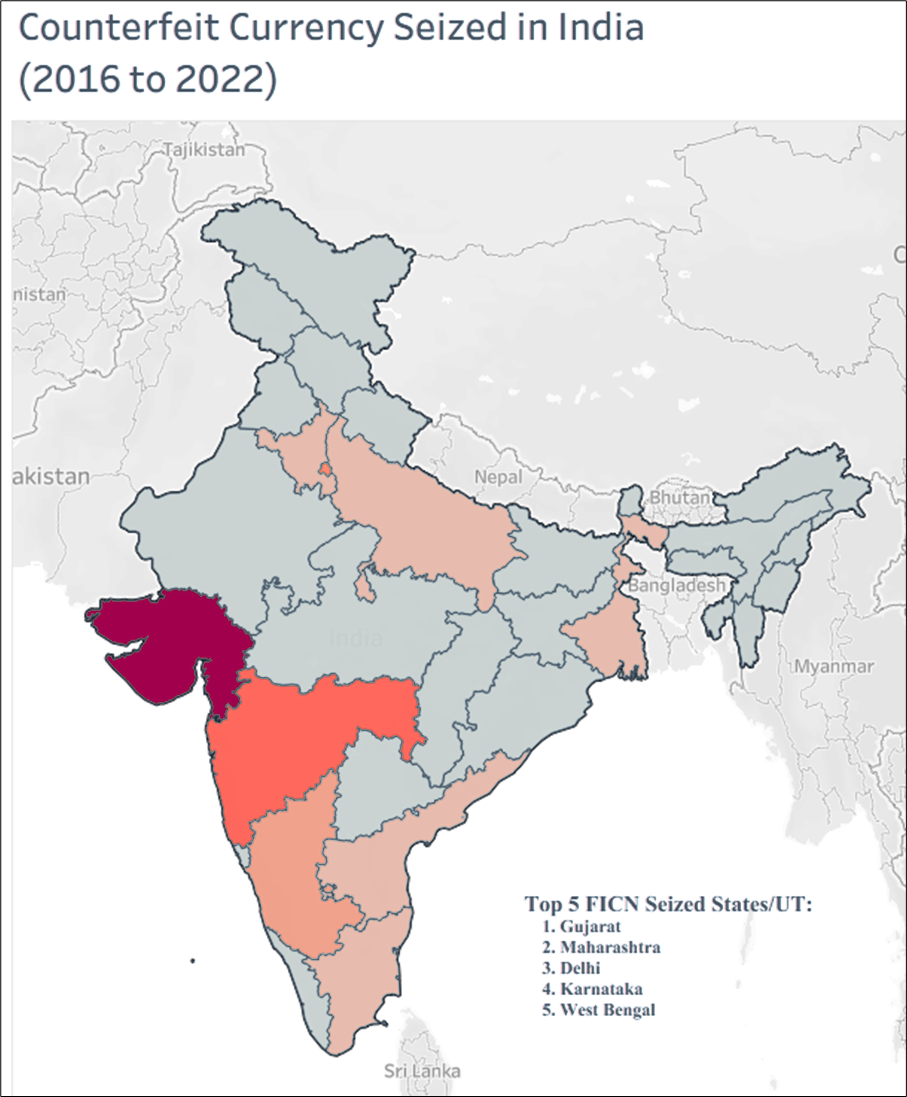 Counterfeit Currency Seized in India
(2016 to 2022)
Tajikistan
nistan
akistan
Nepal
Bhutan
Bangladesh
India
Myanmar
Top 5 FICN Seized States/UT:
1. Gujarat
2. Maharashtra
3. Delhi
4. Karnataka
5. West Bengal
Sri Lanka